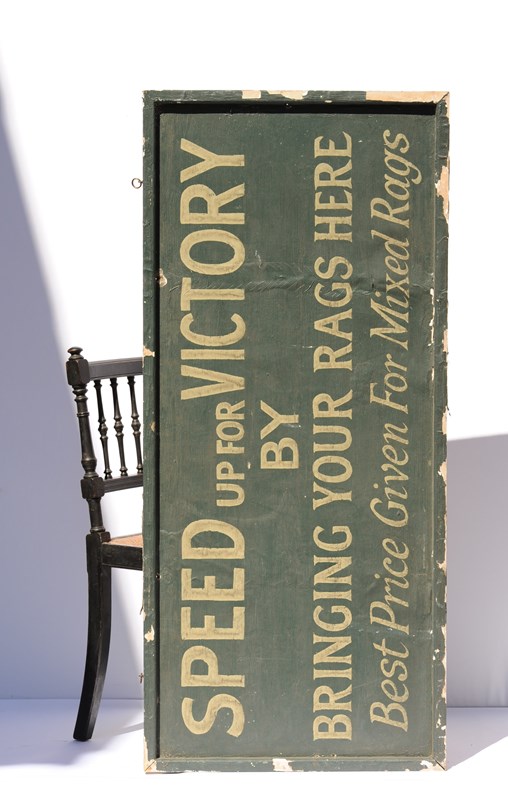 SPEED UP FOR VICTORY
BY
BRINGING YOUR RAGS HERE
Best Price Given For Mixed Rags